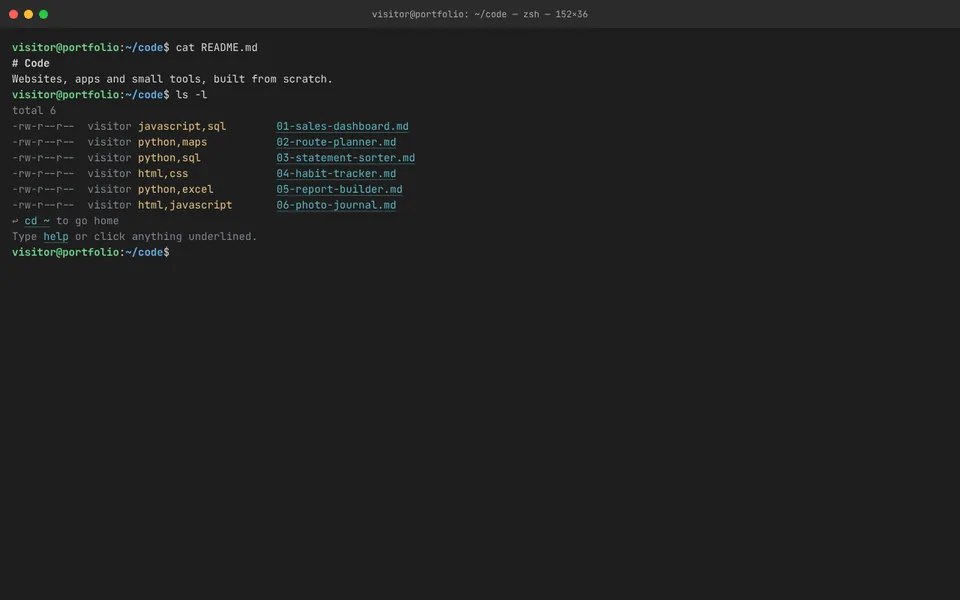 visitor@portfolio: ~/code — zsh — 152×36
visitor@portfolio:~/code$ cat README.md
# Code
Websites, apps and small tools, built from scratch.
visitor@portfolio:~/code$ ls -l
total 6
-rw-r--r--  visitor javascript,sql        01-sales-dashboard.md
-rw-r--r--  visitor python,maps           02-route-planner.md
-rw-r--r--  visitor python,sql            03-statement-sorter.md
-rw-r--r--  visitor html,css              04-habit-tracker.md
-rw-r--r--  visitor python,excel          05-report-builder.md
-rw-r--r--  visitor html,javascript       06-photo-journal.md
↩ cd ~ to go home
Type help or click anything underlined.
visitor@portfolio:~/code$